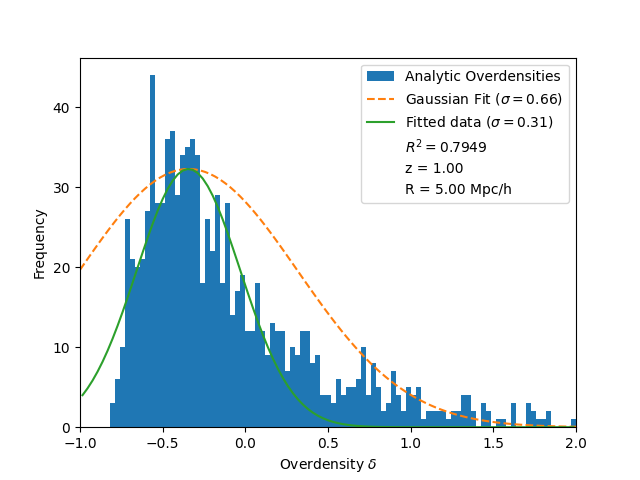 Analytic Overdensities
Gaussian Fit (σ = 0.66)
Fitted data (σ = 0.31)
R² = 0.7949
z = 1.00
R = 5.00 Mpc/h
40
30
20
10
0
Frequency
−1.0 −0.5 0.0 0.5 1.0 1.5 2.0
Overdensity δ